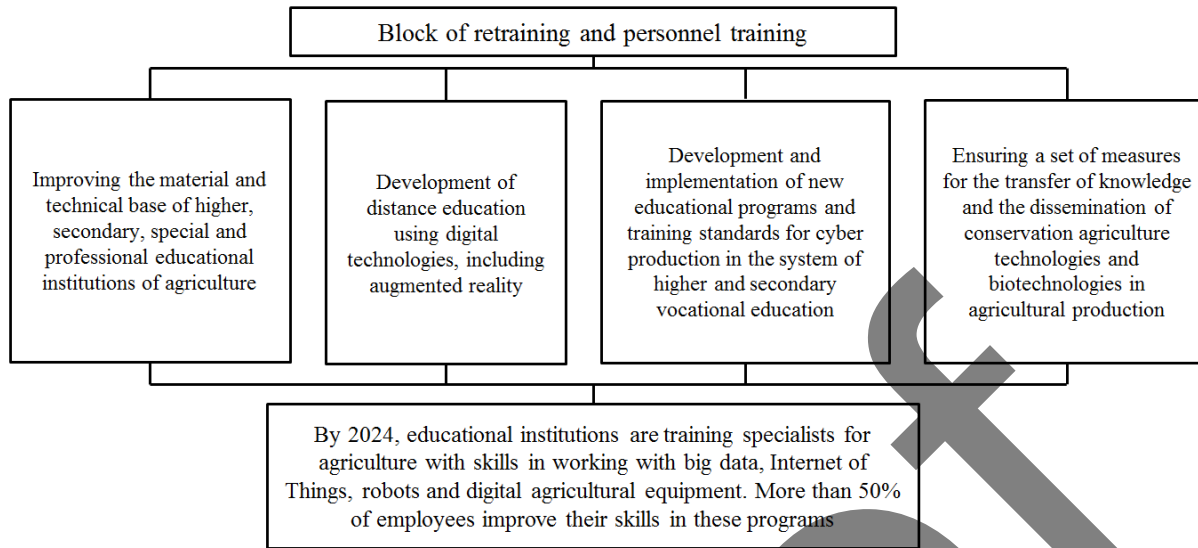 Block of retraining and personnel training
Improving the material and
technical base of higher,
secondary, special and
professional educational
institutions of agriculture
Development of
distance education
using digital
technologies, including
augmented reality
Development and
implementation of new
educational programs and
training standards for cyber
production in the system of
higher and secondary
vocational education
Ensuring a set of measures
for the transfer of knowledge
and the dissemination of
conservation agriculture
technologies and
biotechnologies in
agricultural production
By 2024, educational institutions are training specialists for
agriculture with skills in working with big data, Internet of
Things, robots and digital agricultural equipment. More than 50%
of employees improve their skills in these programs